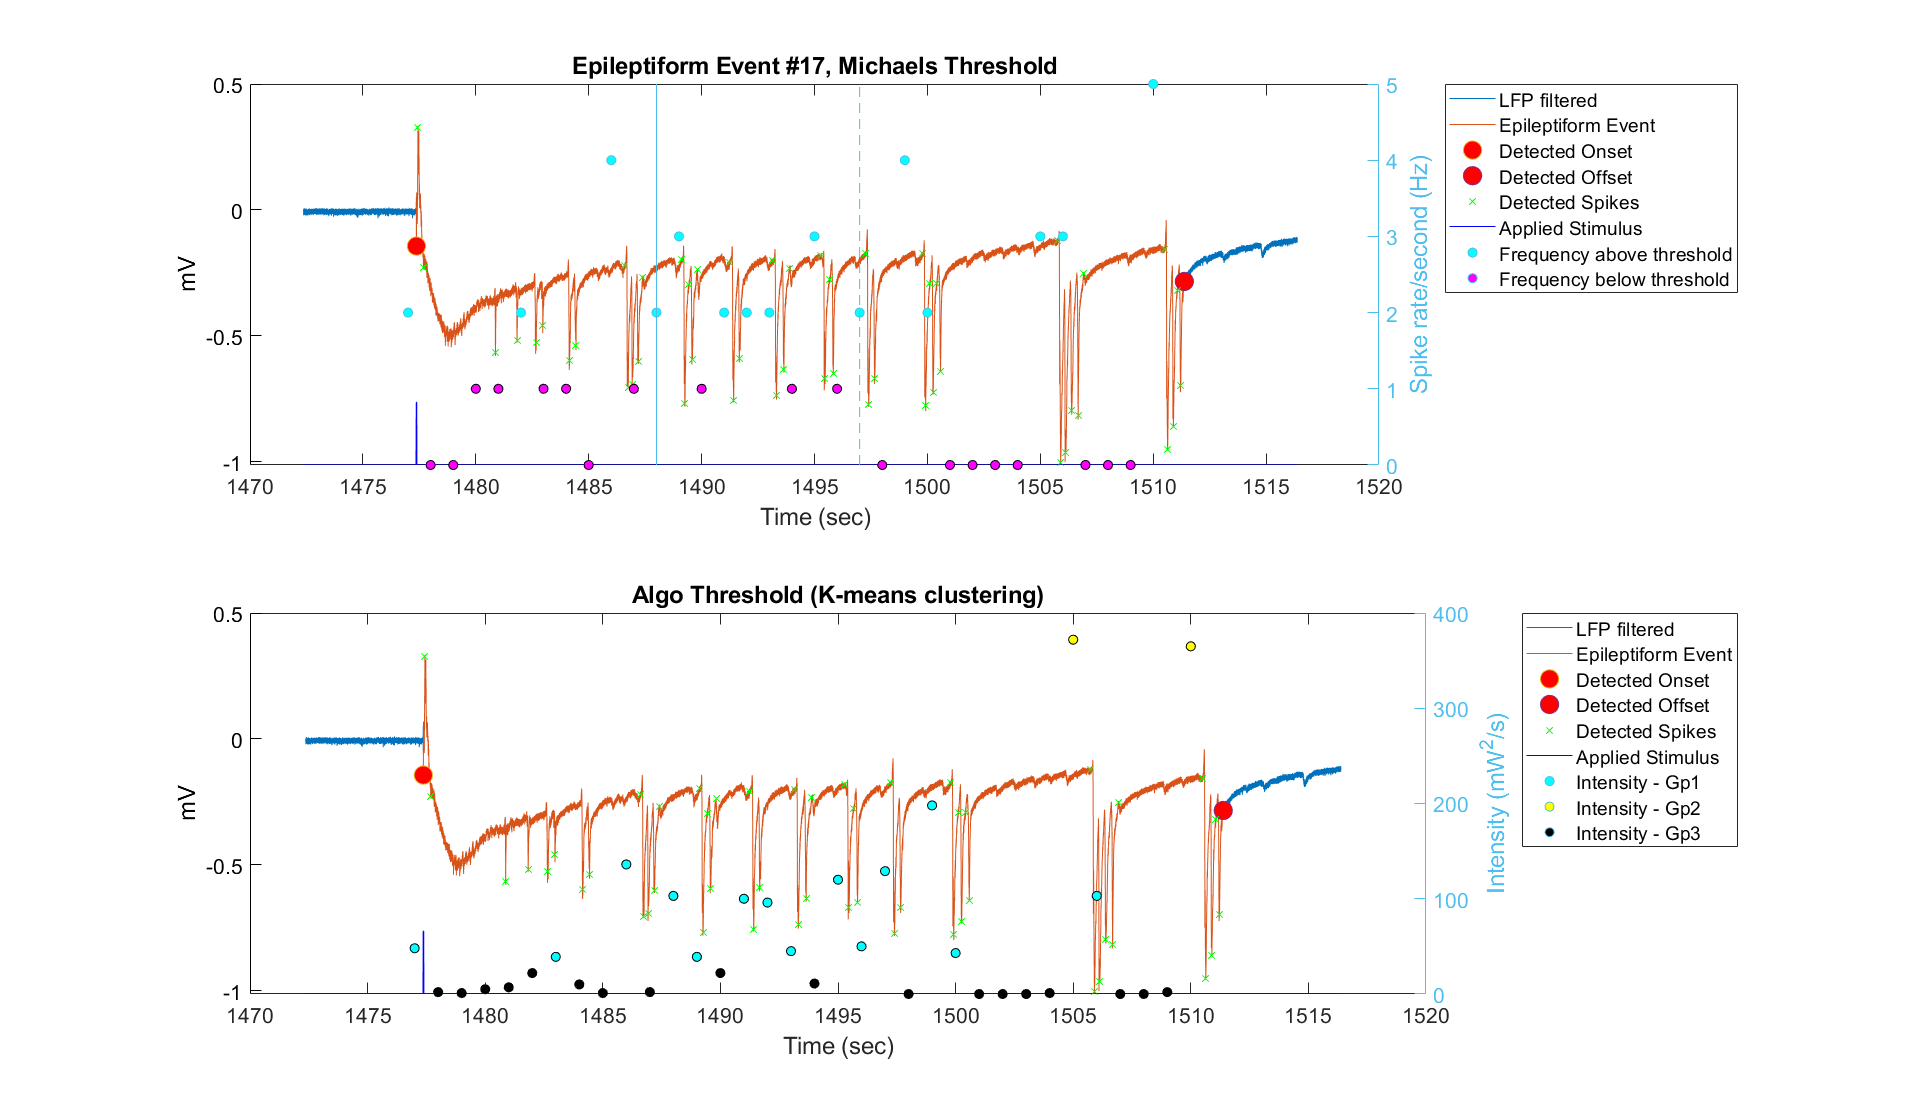 Epileptiform Event #17, Michaels Threshold
0.5
0
-0.5
-1
mV
1470 1475 1480 1485 1490 1495 1500 1505 1510 1515 1520
Time (sec)
5
4
3
2
1
0
Spike rate/second (Hz)
LFP filtered
Epileptiform Event
Detected Onset
Detected Offset
Detected Spikes
Applied Stimulus
Frequency above threshold
Frequency below threshold
Algo Threshold (K-means clustering)
0.5
0
-0.5
-1
mV
1470 1475 1480 1485 1490 1495 1500 1505 1510 1515 1520
Time (sec)
400
300
200
100
0
Intensity (mW²/s)
LFP filtered
Epileptiform Event
Detected Onset
Detected Offset
Detected Spikes
Applied Stimulus
Intensity - Gp1
Intensity - Gp2
Intensity - Gp3